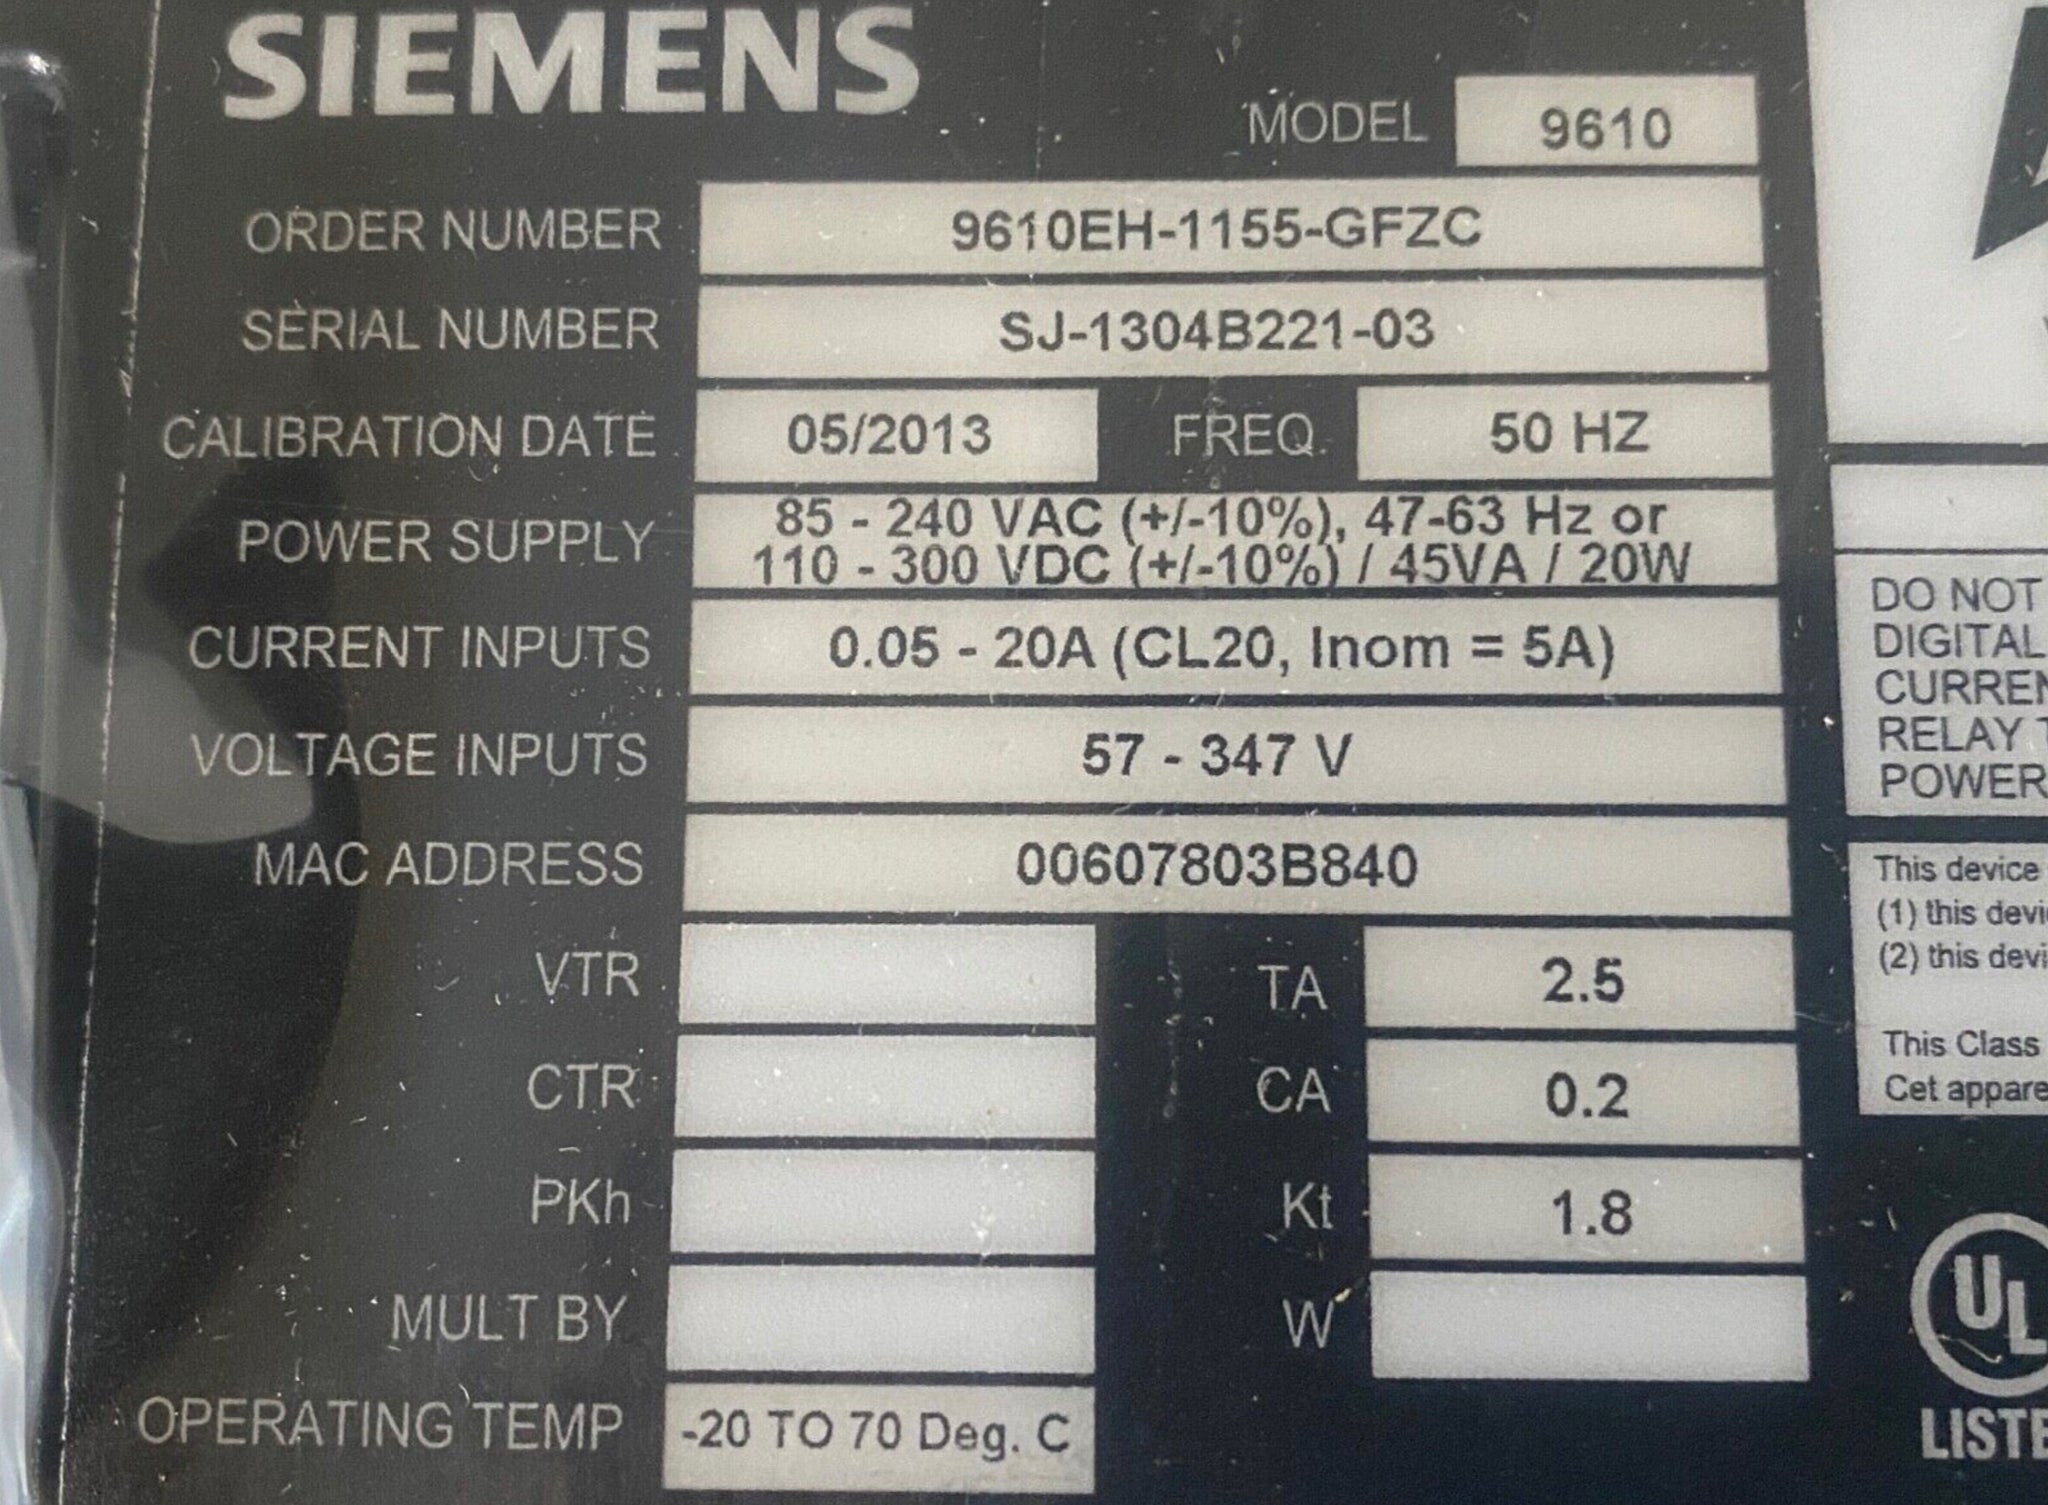 SIEMENS
MODEL 9610
ORDER NUMBER 9610EH-1155-GFZC
SERIAL NUMBER SJ-1304B221-03
CALIBRATION DATE 05/2013 FREQ. 50 HZ
POWER SUPPLY 85 - 240 VAC (+/-10%), 47-63 Hz or
110 - 300 VDC (+/-10%) / 45VA / 20W
CURRENT INPUTS 0.05 - 20A (CL20, Inom = 5A)
VOLTAGE INPUTS 57 - 347 V
MAC ADDRESS 00607803B840
VTR TA 2.5
CTR CA 0.2
PKh Kt 1.8
MULT BY W
OPERATING TEMP -20 TO 70 Deg. C
DO NOT
DIGITAL
RELAY
POWER
This device
(1) this
(2) this
This Class
Cet
UL